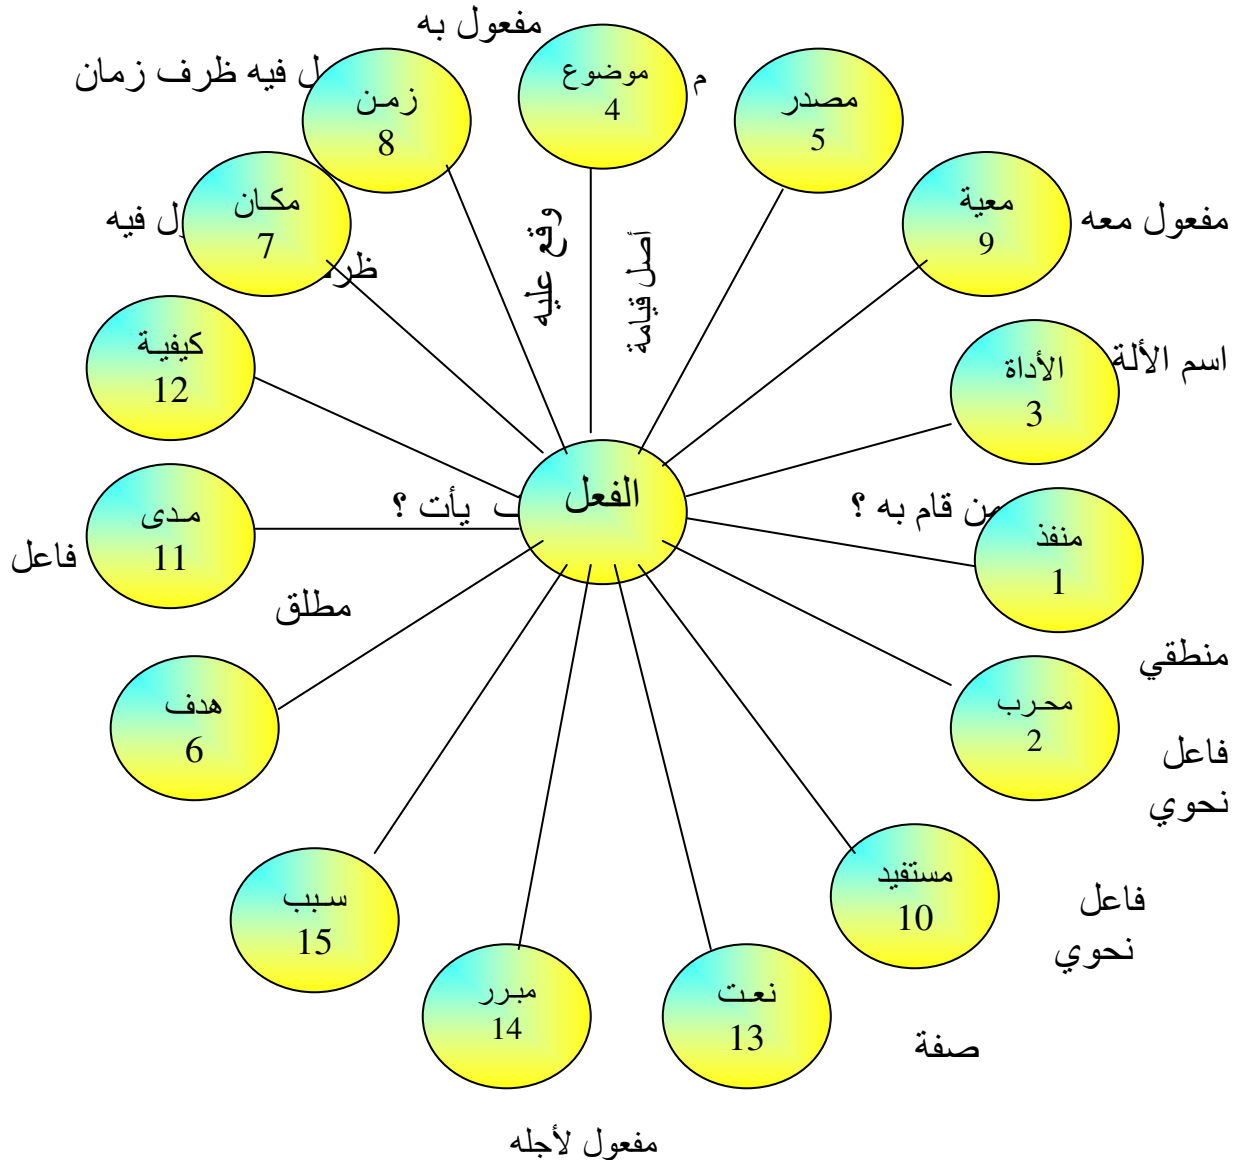 مفعول به
ل فيه ظرف زمان
زمن
8
موضوع
4
م
مصدر
5
مكان
7
ل فيه
ظر
معية
9
مفعول معه
وقع عليه
أصل قيامة
كيفية
12
الأداة
3
اسم الألة
الفعل
يأت ؟
من قام به ؟
مدى
11
فاعل
منفذ
1
مطلق
منطقي
هدف
6
محرب
2
فاعل
نحوي
مستفيد
10
فاعل
نحوي
سبب
15
مبرر
14
نعت
13
صفة
مفعول لأجله